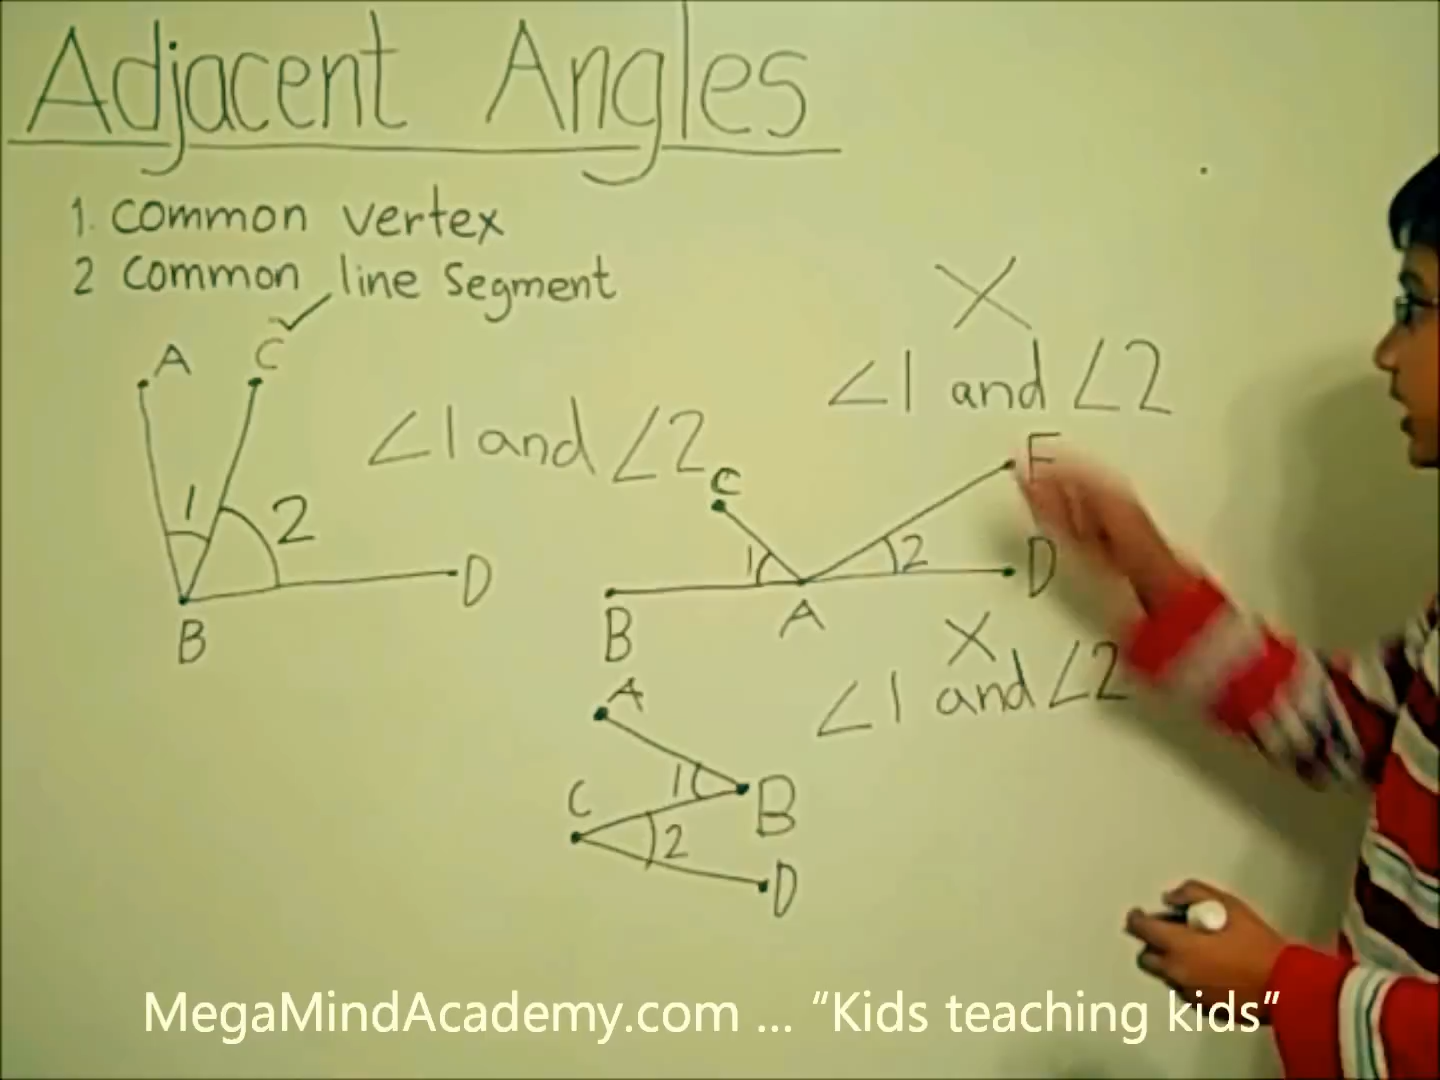 Adjacent Angles
1. Common vertex
2 Common line segment
A
C
∠1 and ∠2
1
2
B
D
X
∠1 and ∠2
C
E
1
2
B
A
D
X
∠1 and ∠2
A
1
B
C
2
D
MegaMindAcademy.com ... “Kids teaching kids”